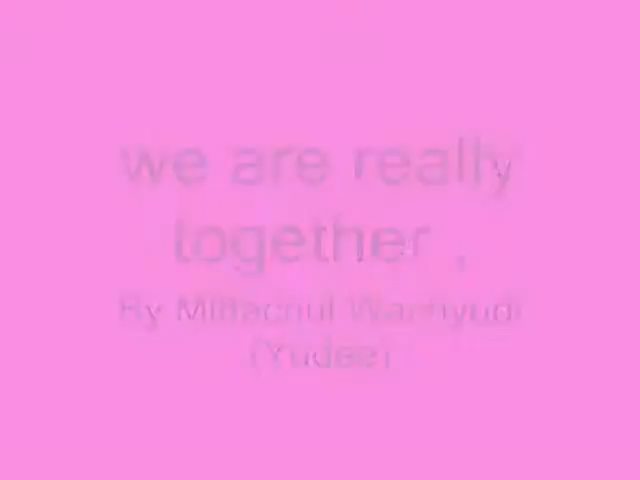 we are really
together .
By Miftachul Wachyudi
(Yudee)